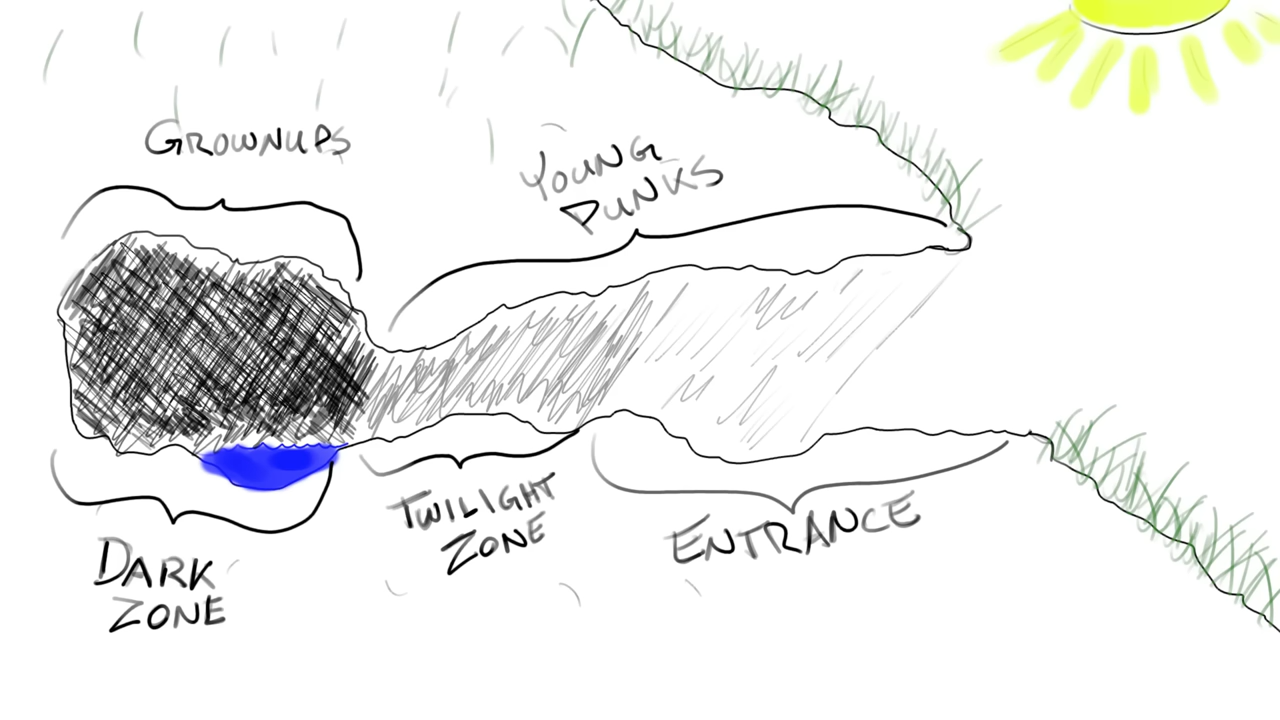 GROWNUPS
YOUNG
PUNKS
TWILIGHT
ZONE
ENTRANCE
DARK
ZONE